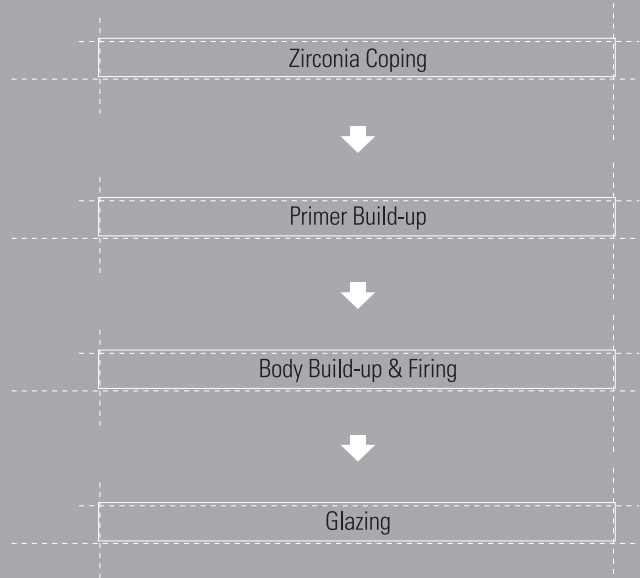 Zirconia Coping
Primer Build-up
Body Build-up & Firing
Glazing